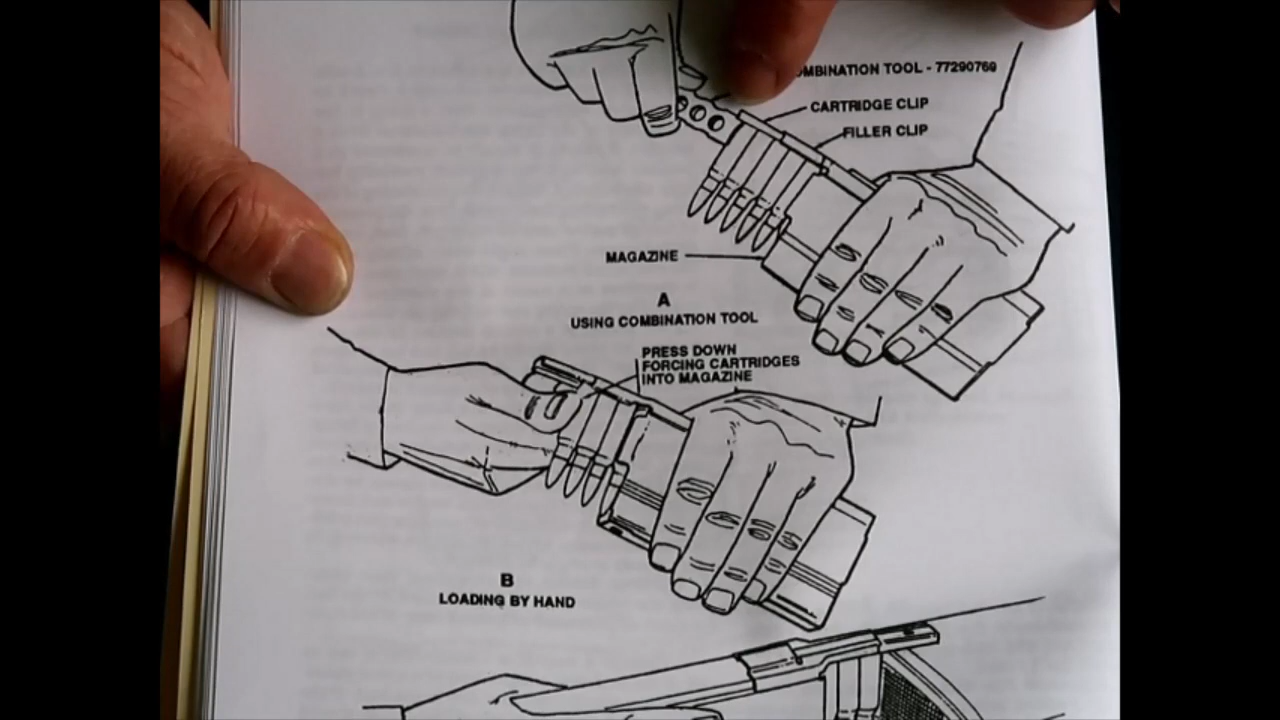 OMBINATION TOOL - 77290769
CARTRIDGE CLIP
FILLER CLIP
MAGAZINE
A
USING COMBINATION TOOL
PRESS DOWN
FORCING CARTRIDGES
INTO MAGAZINE
B
LOADING BY HAND